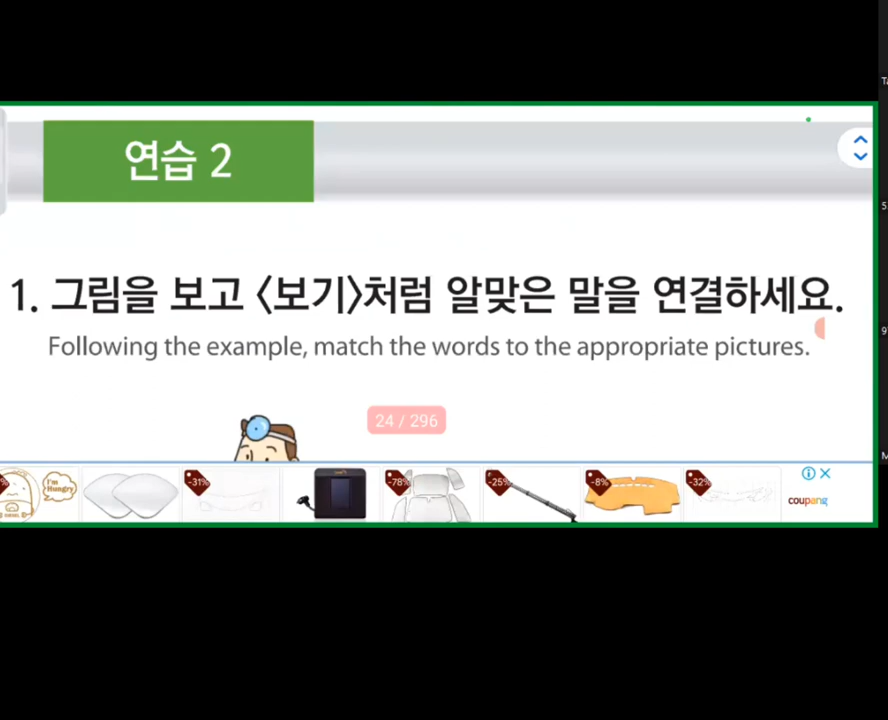 연습 2
1. 그림을 보고 〈보기〉처럼 알맞은 말을 연결하세요.
Following the example, match the words to the appropriate pictures.
24 / 296
I'm Hungry
-31%
-78%
-25%
-8%
-32%
coupang